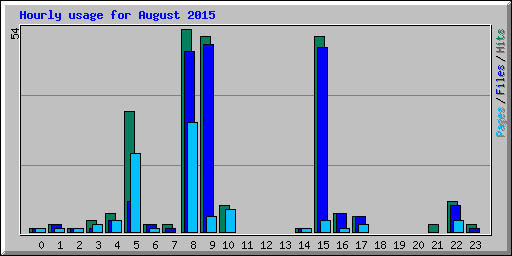 Hourly usage for August 2015
54
Pages/Files/Hits
0 1 2 3 4 5 6 7 8 9 10 11 12 13 14 15 16 17 18 19 20 21 22 23